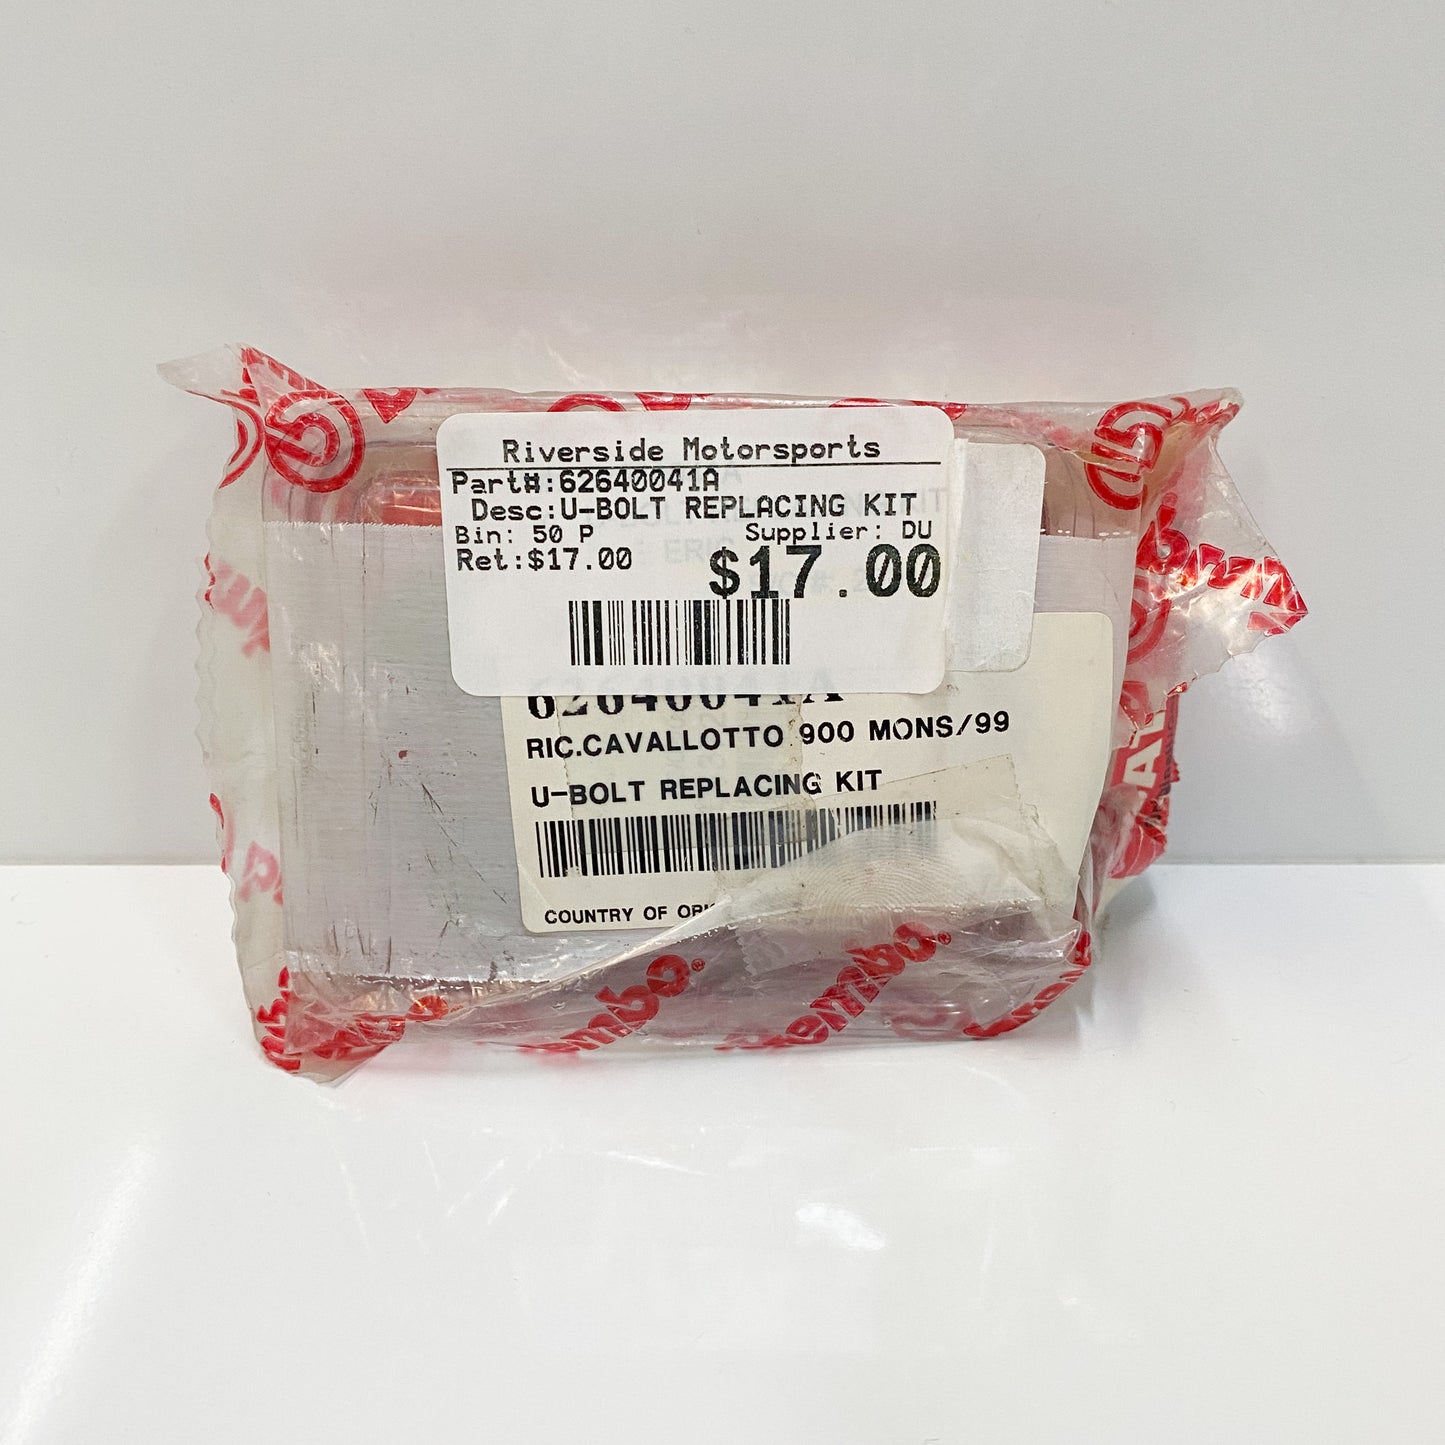 Riverside Motorsports
Part#:62640041A
Desc:U-BOLT REPLACING KIT
Bin: 50 P Supplier: DU
Ret:$17.00 $17.00
62640041A
RIC.CAVALLOTTO 900 MONS/99
U-BOLT REPLACING KIT
COUNTRY OF
brembo®
brembo®